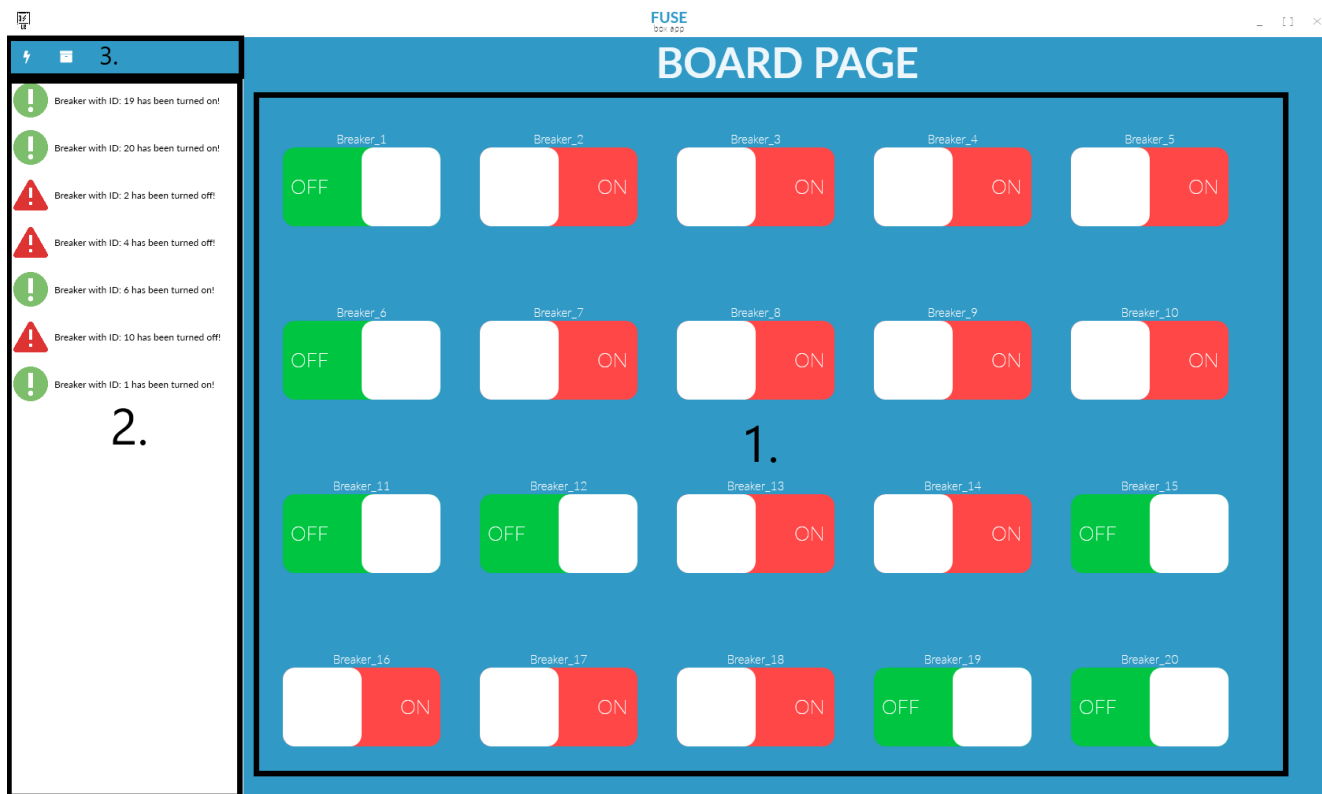 FUSE
box app
3.
BOARD PAGE
Breaker with ID: 19 has been turned on!
Breaker with ID: 20 has been turned on!
Breaker with ID: 2 has been turned off!
Breaker with ID: 4 has been turned off!
Breaker with ID: 6 has been turned on!
Breaker with ID: 10 has been turned off!
Breaker with ID: 1 has been turned on!
2.
Breaker_1 Breaker_2 Breaker_3 Breaker_4 Breaker_5
OFF ON ON ON ON
Breaker_6 Breaker_7 Breaker_8 Breaker_9 Breaker_10
OFF ON ON ON ON
1.
Breaker_11 Breaker_12 Breaker_13 Breaker_14 Breaker_15
OFF OFF ON ON OFF
Breaker_16 Breaker_17 Breaker_18 Breaker_19 Breaker_20
ON ON ON OFF OFF